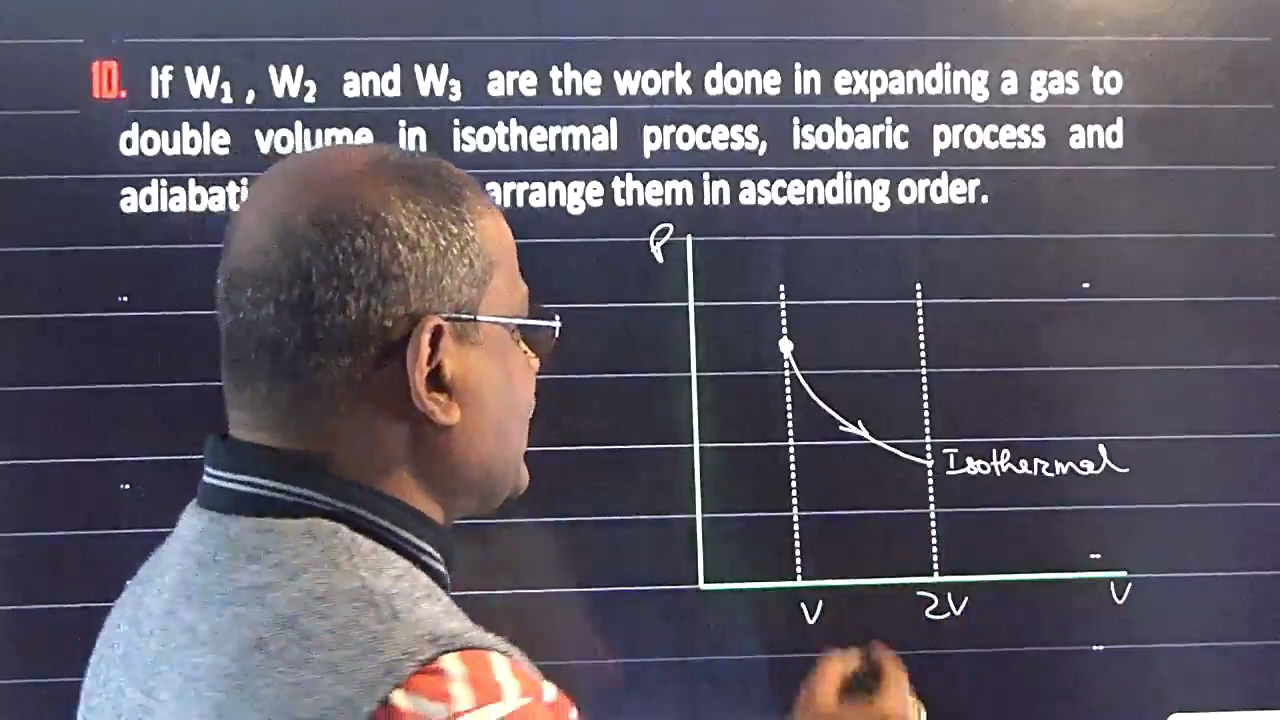 10. If W₁ , W₂ and W₃ are the work done in expanding a gas to
double volume in isothermal process, isobaric process and
arrange them in ascending order.
P
Isothermal
V 2V V